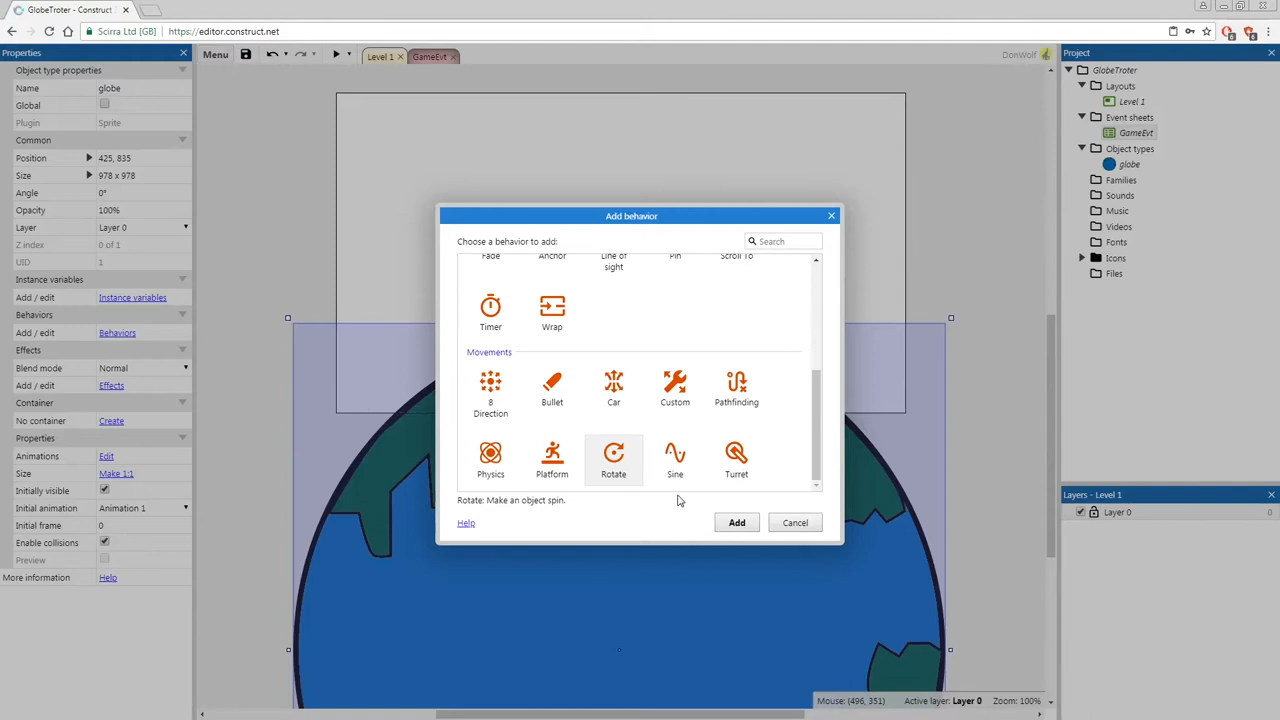 GlobeTroter - Construct
Scirra Ltd [GB]
https://editor.construct.net
Properties
Menu
Level 1
GameEvt
DonWolf
Project
Object type properties
Name
globe
Global
Plugin
Sprite
Common
Position
425, 835
Size
978 x 978
Angle
0°
Opacity
100%
Layer
Layer 0
Z index
0 of 1
UID
1
Instance variables
Add / edit
Instance variables
Behaviors
Add / edit
Behaviors
Effects
Blend mode
Normal
Add / edit
Effects
Container
No container
Create
Properties
Animations
Edit
Size
Make 1:1
Initially visible
Initial animation
Animation 1
Initial frame
0
Enable collisions
Preview
More information
Help
Add behavior
Choose a behavior to add:
Search
Fade
Anchor
Line of
sight
Pin
Scroll To
Timer
Wrap
Movements
8
Direction
Bullet
Car
Custom
Pathfinding
Physics
Platform
Rotate
Sine
Turret
Rotate: Make an object spin.
Help
Add
Cancel
GlobeTroter
Layouts
Level 1
Event sheets
GameEvt
Object types
globe
Families
Sounds
Music
Videos
Fonts
Icons
Files
Layers - Level 1
Layer 0
0
Mouse: (496, 351)
Active layer: Layer 0
Zoom: 100%